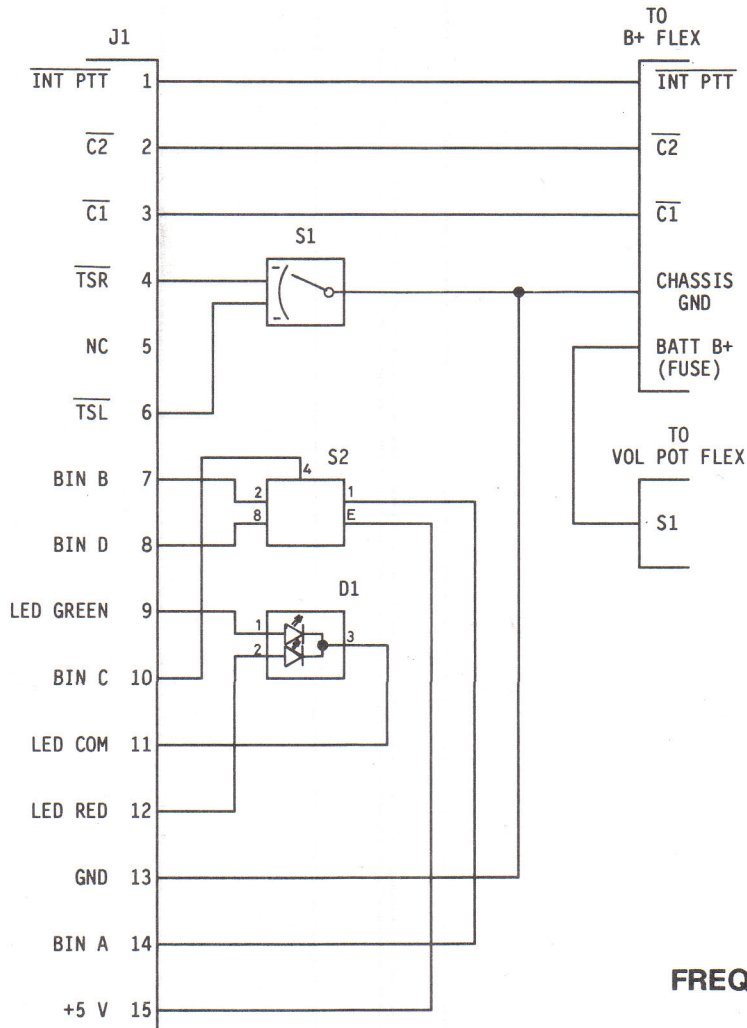 J1
TO
B+ FLEX
INT PTT 1
INT PTT
C2 2
C2
C1 3
C1
S1
TSR 4
CHASSIS
GND
NC 5
BATT B+
(FUSE)
TSL 6
TO
VOL POT FLEX
S2
4
BIN B 7
2
1
8
E
S1
BIN D 8
D1
LED GREEN 9
1
3
2
BIN C 10
LED COM 11
LED RED 12
GND 13
BIN A 14
FREQ
+5 V 15